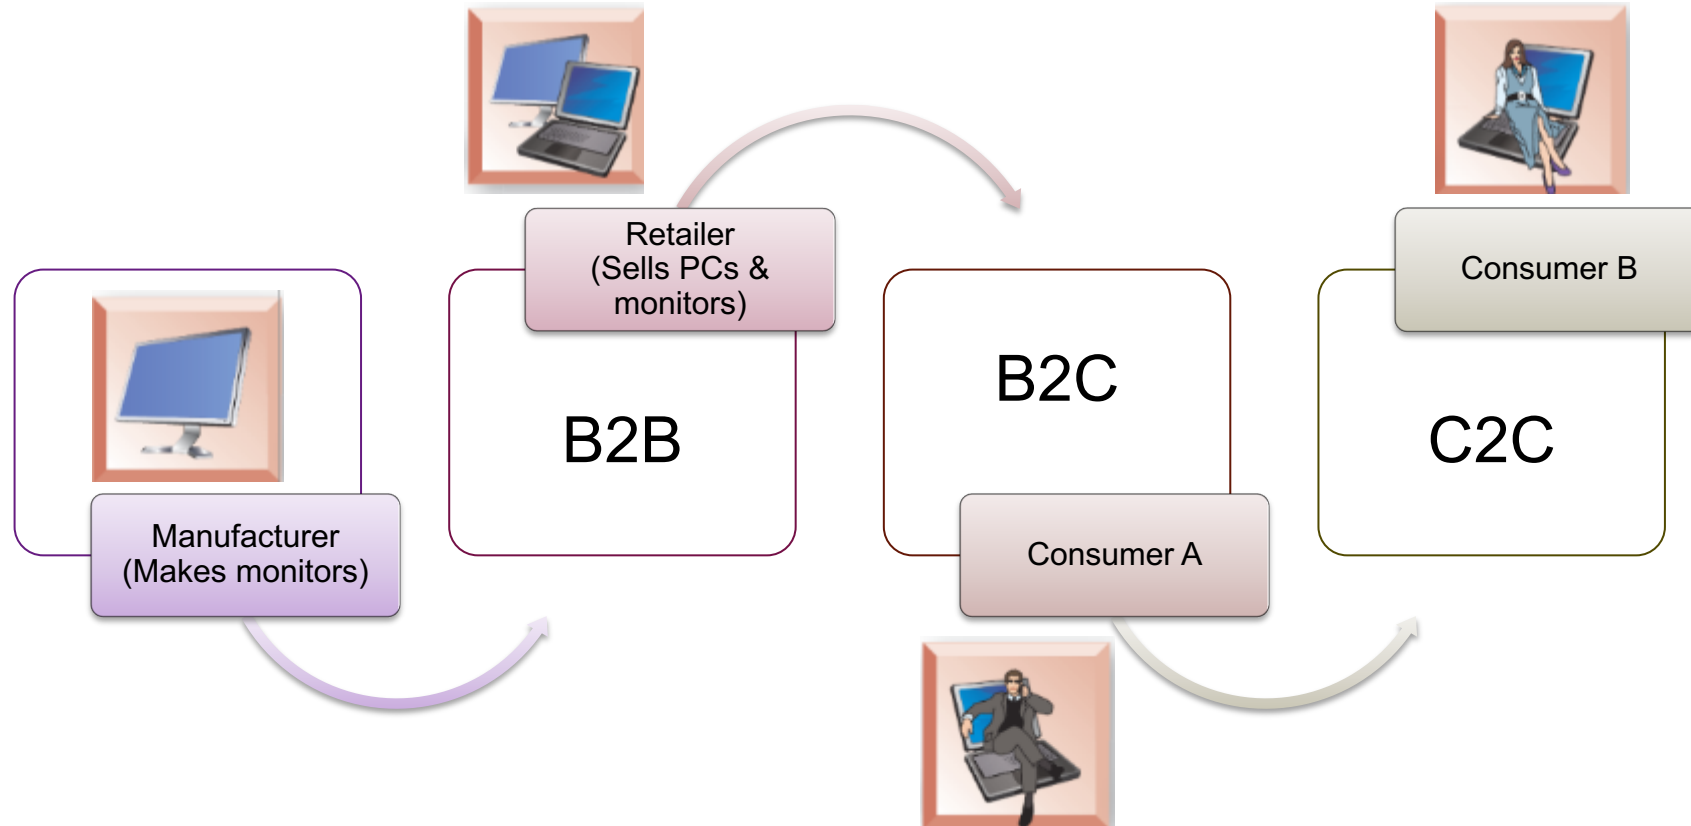 Manufacturer
(Makes monitors)
Retailer
(Sells PCs &
monitors)
B2B
B2C
Consumer A
Consumer B
C2C